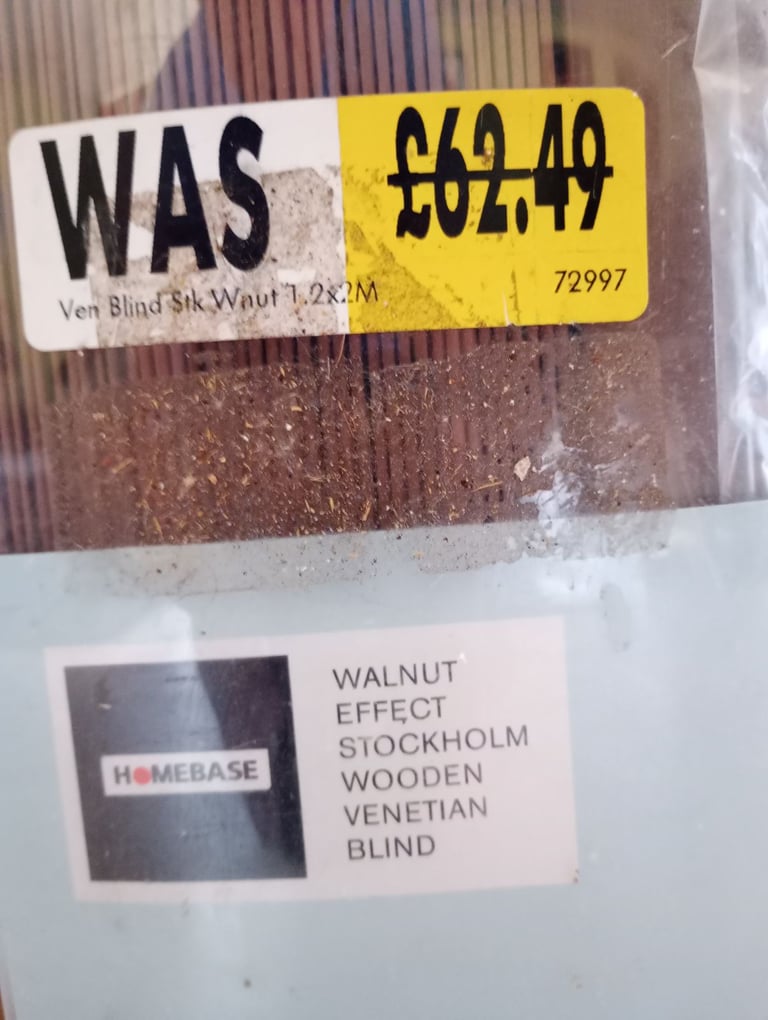 WAS £62.49
Ven Blind Stk Wnut 1.2x2M 72997
HOMEBASE
WALNUT
EFFECT
STOCKHOLM
WOODEN
VENETIAN
BLIND